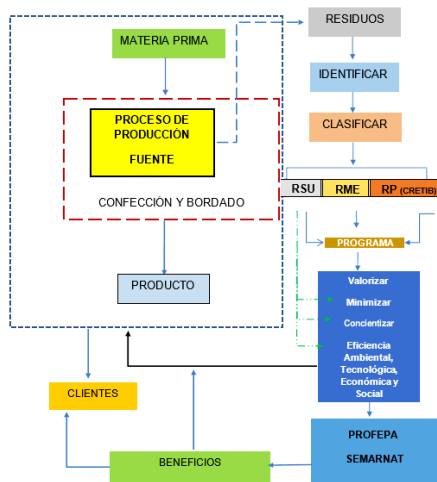 MATERIA PRIMA
PROCESO DE
PRODUCCIÓN
FUENTE
CONFECCIÓN Y BORDADO
PRODUCTO
CLIENTES
BENEFICIOS
RESIDUOS
IDENTIFICAR
CLASIFICAR
RSU RME RP (CRETIB)
PROGRAMA
Valorizar
Minimizar
Concientizar
Eficiencia
Ambiental,
Tecnológica,
Económica y
Social
PROFEPA
SEMARNAT